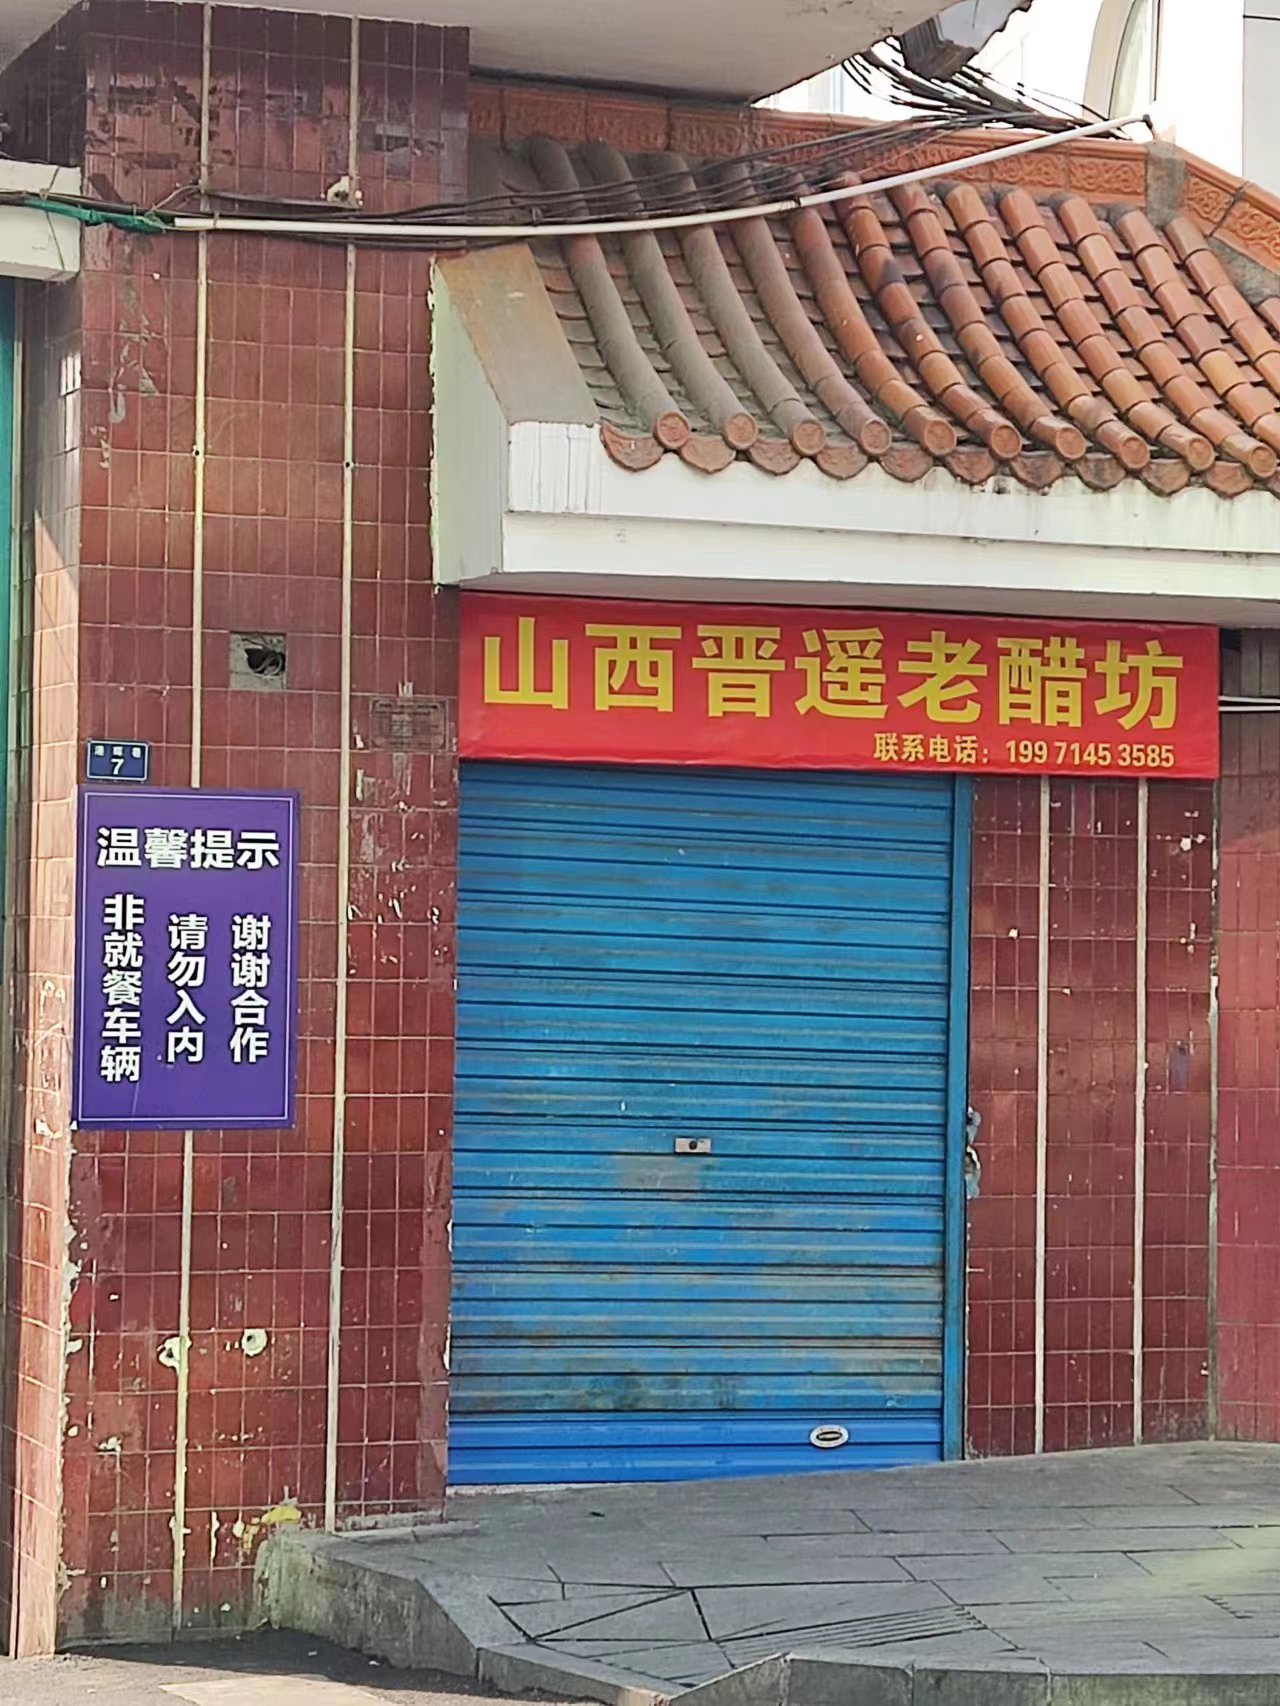 山西晋遥老醋坊
联系电话：199 7145 3585
7
温馨提示
非就餐车辆
请勿入内
谢谢合作